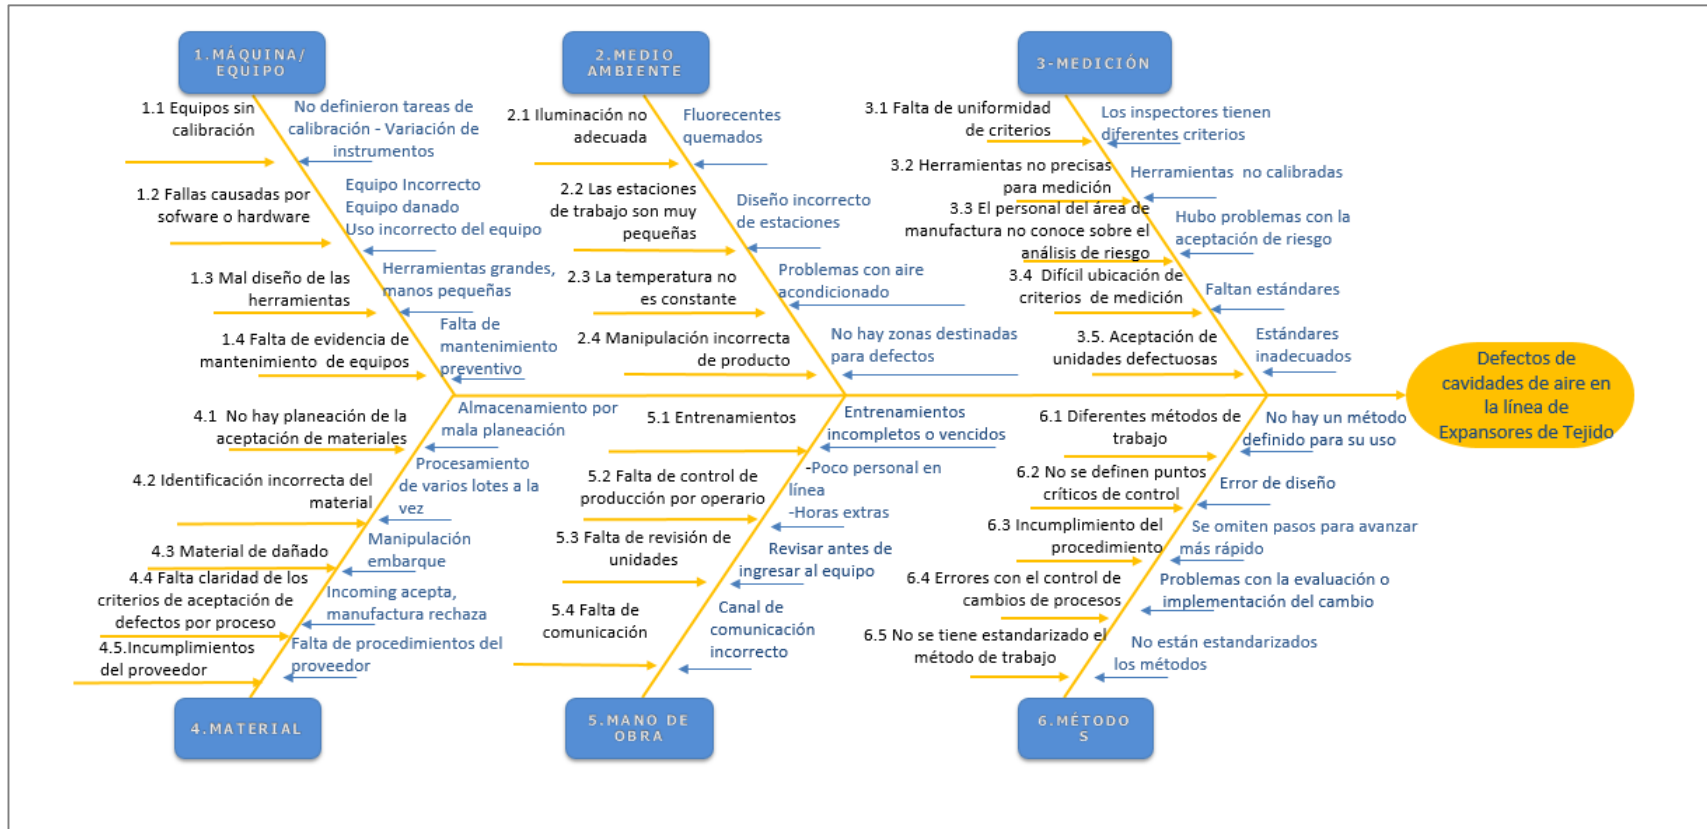 1.MÁQUINA/
EQUIPO
1.1 Equipos sin
calibración
No definieron tareas de
calibración - Variación de
instrumentos
1.2 Fallas causadas por
sofware o hardware
Equipo Incorrecto
Equipo danado
Uso incorrecto del equipo
1.3 Mal diseño de las
herramientas
Herramientas grandes,
manos pequeñas
1.4 Falta de evidencia de
mantenimiento de equipos
Falta de
mantenimiento
preventivo
2.MEDIO
AMBIENTE
2.1 Iluminación no
adecuada
Fluorecentes
quemados
2.2 Las estaciones
de trabajo son muy
pequeñas
Diseño incorrecto
de estaciones
2.3 La temperatura no
es constante
Problemas con aire
acondicionado
2.4 Manipulación incorrecta
de producto
No hay zonas destinadas
para defectos
3-MEDICIÓN
3.1 Falta de uniformidad
de criterios
Los inspectores tienen
diferentes criterios
3.2 Herramientas no precisas
para medición
Herramientas no calibradas
3.3 El personal del área de
manufactura no conoce sobre el
análisis de riesgo
Hubo problemas con la
aceptación de riesgo
3.4 Difícil ubicación de
criterios de medición
Faltan estándares
3.5. Aceptación de
unidades defectuosas
Estándares
inadecuados
Defectos de
cavidades de aire en
la línea de
Expansores de Tejido
4.1 No hay planeación de la
aceptación de materiales
Almacenamiento por
mala planeación
4.2 Identificación incorrecta del
material
Procesamiento
de varios lotes a la
vez
4.3 Material de dañado
Manipulación
embarque
4.4 Falta claridad de los
criterios de aceptación de
defectos por proceso
Incoming acepta,
manufactura rechaza
4.5.Incumplimientos
del proveedor
Falta de procedimientos del
proveedor
4.MATERIAL
5.1 Entrenamientos
Entrenamientos
incompletos o vencidos
5.2 Falta de control de
producción por operario
-Poco personal en
línea
-Horas extras
5.3 Falta de revisión de
unidades
Revisar antes de
ingresar al equipo
5.4 Falta de
comunicación
Canal de
comunicación
incorrecto
5.MANO DE
OBRA
6.1 Diferentes métodos de
trabajo
No hay un método
definido para su uso
6.2 No se definen puntos
críticos de control
Error de diseño
6.3 Incumplimiento del
procedimiento
Se omiten pasos para avanzar
más rápido
6.4 Errores con el control de
cambios de procesos
Problemas con la evaluación o
implementación del cambio
6.5 No se tiene estandarizado el
método de trabajo
No están estandarizados
los métodos
6.MÉTODO
S